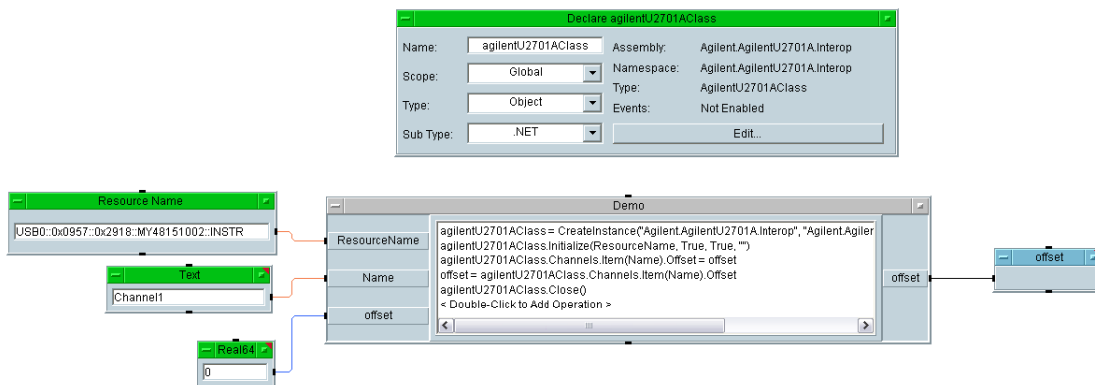 Declare agilentU2701AClass
Name: agilentU2701AClass Assembly: Agilent.AgilentU2701A.Interop
Scope: Global Namespace: Agilent.AgilentU2701A.Interop
Type: Object Type: AgilentU2701AClass
Events: Not Enabled
Sub Type: .NET Edit...
Resource Name
USB0::0x0957::0x2918::MY48151002::INSTR
Text
Channel1
Real64
0
Demo
ResourceName
Name
offset
agilentU2701AClass = CreateInstance("Agilent.AgilentU2701A.Interop", "Agilent.Agiler
agilentU2701AClass.Initialize(ResourceName, True, True, "")
agilentU2701AClass.Channels.Item(Name).Offset = offset
offset = agilentU2701AClass.Channels.Item(Name).Offset
agilentU2701AClass.Close()
< Double-Click to Add Operation >
offset
offset